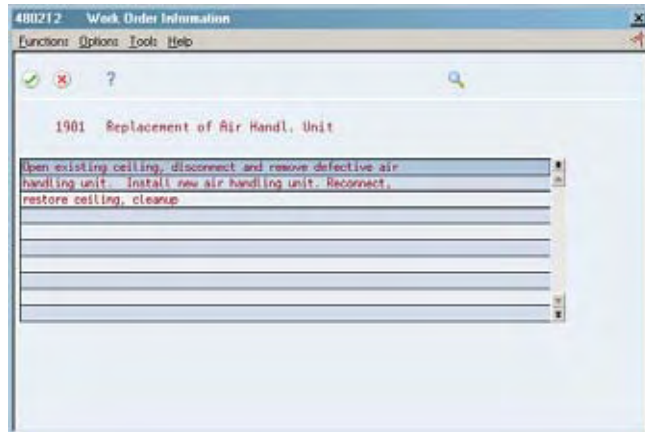 480212 Work Order Information
Functions Options Tools Help
?
1901 Replacement of Air Handl. Unit
Open existing ceiling, disconnect and remove defective air
handling unit. Install new air handling unit. Reconnect,
restore ceiling, cleanup